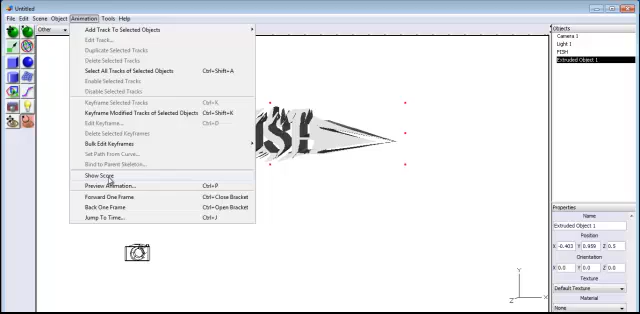 Untitled
File Edit Scene Object Animation Tools Help
Other
Add Track To Selected Objects
Edit Track...
Duplicate Selected Tracks
Delete Selected Tracks
Select All Tracks of Selected Objects Ctrl+Shift+A
Enable Selected Tracks
Disable Selected Tracks
Keyframe Selected Tracks Ctrl+K
Keyframe Modified Tracks of Selected Objects Ctrl+Shift+K
Edit Keyframe... Ctrl+D
Delete Selected Keyframes
Bulk Edit Keyframes
Set Path From Curve...
Bind to Parent Skeleton...
Show Score
Preview Animation... Ctrl+P
Forward One Frame Ctrl+Close Bracket
Back One Frame Ctrl+Open Bracket
Jump To Time... Ctrl+J
Objects
Camera 1
Light 1
FISH
Extruded Object 1
Properties
Name
Extruded Object 1
Position
X -0.403 Y 0.959 Z 0.5
Orientation
X 0.0 Y 0.0 Z 0.0
Texture
Default Texture
Material
None
Y
Z X